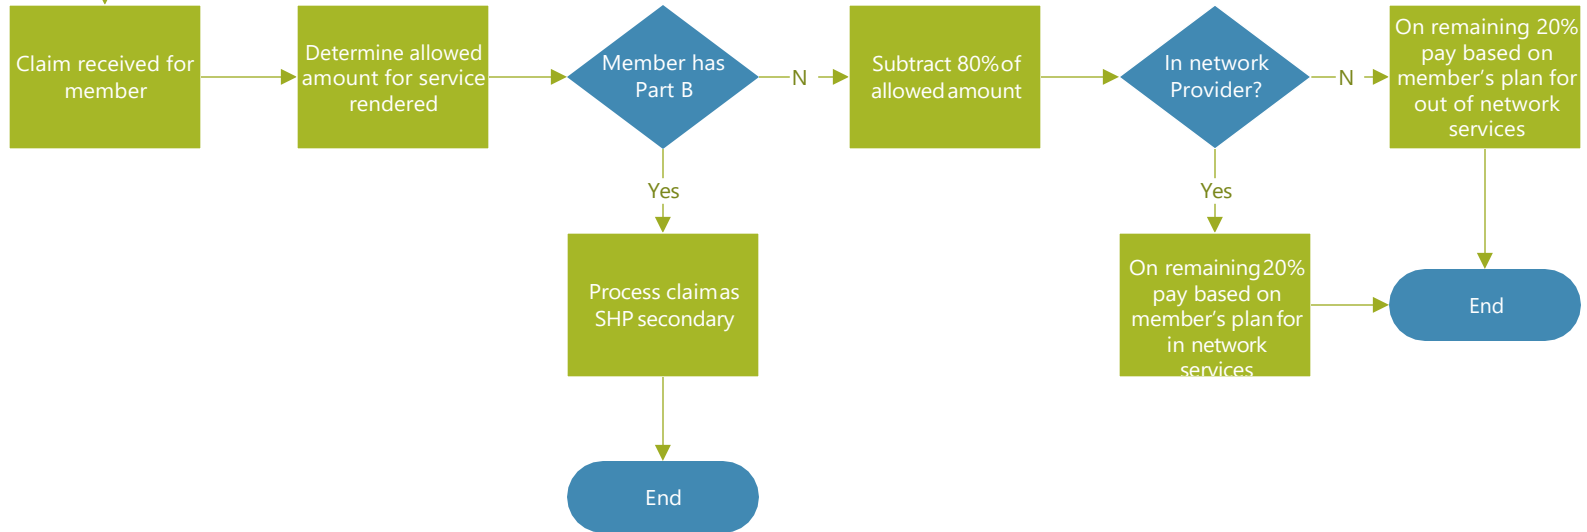 Claim received for
member
Determine allowed
amount for service
rendered
Member has
Part B
N
Subtract 80% of
allowed amount
In network
Provider?
N
On remaining 20%
pay based on
member's plan for
out of network
services
Yes
Yes
Process claim as
SHP secondary
On remaining 20%
pay based on
member's plan for
in network
services
End
End